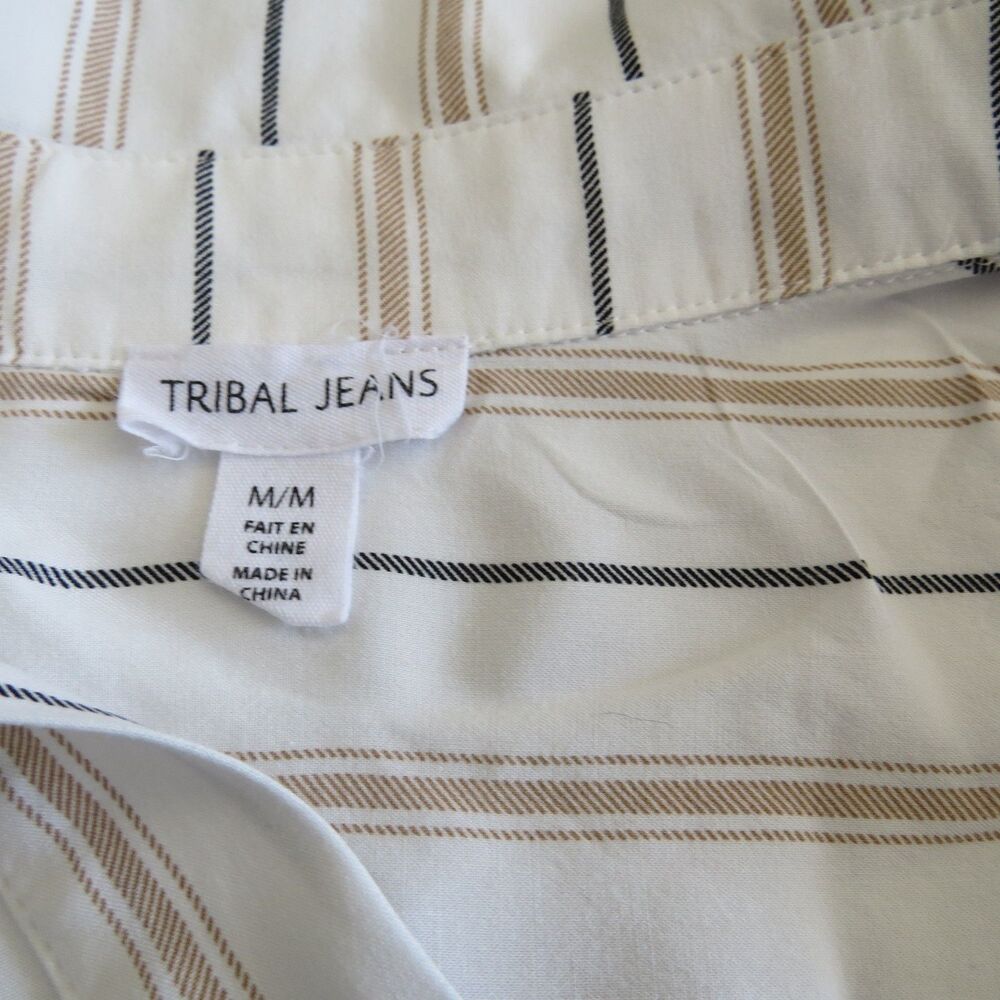 TRIBAL JEANS
M/M
FAIT EN
CHINE
MADE IN
CHINA